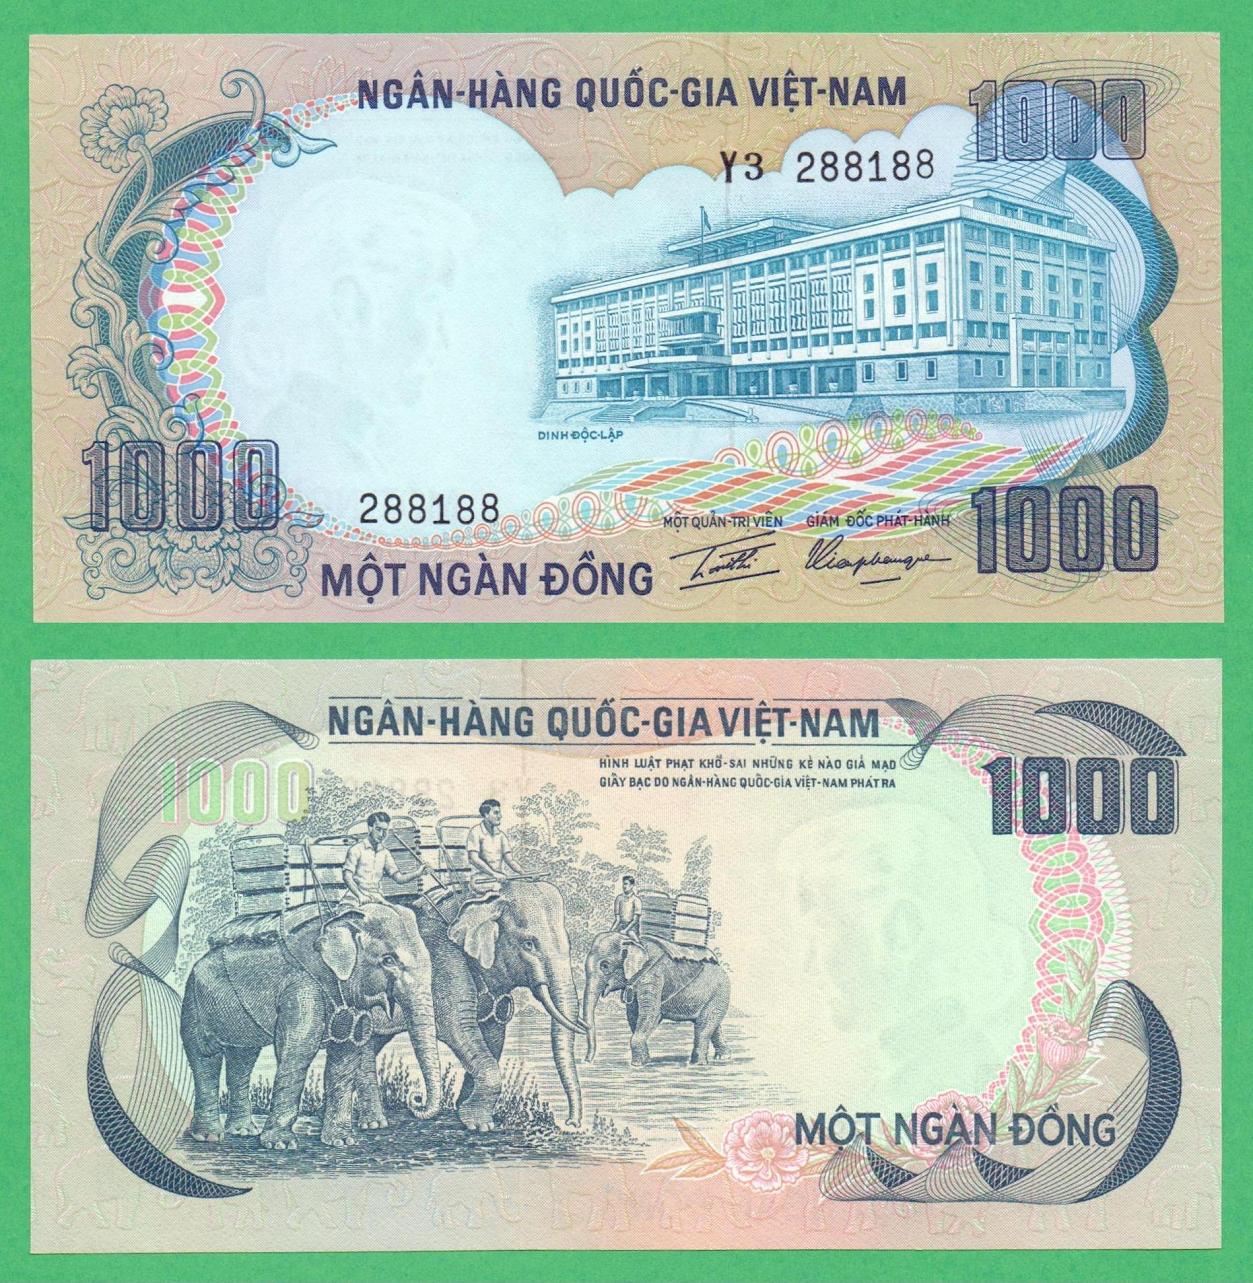 NGÂN-HÀNG QUỐC-GIA VIỆT-NAM
1000
Y3 288188
DINH ĐỘC-LẬP
1000
288188
MỘT QUẢN-TRỊ VIÊN GIÁM ĐỐC PHÁT-HÀNH
1000
MỘT NGÀN ĐỒNG
NGÂN-HÀNG QUỐC-GIA VIỆT-NAM
HÌNH LUẬT PHẠT KHỔ-SAI NHỮNG KẺ NÀO GIẢ MẠO
GIẤY BẠC DO NGÂN-HÀNG QUỐC-GIA VIỆT-NAM PHÁT RA
1000
1000
MỘT NGÀN ĐỒNG